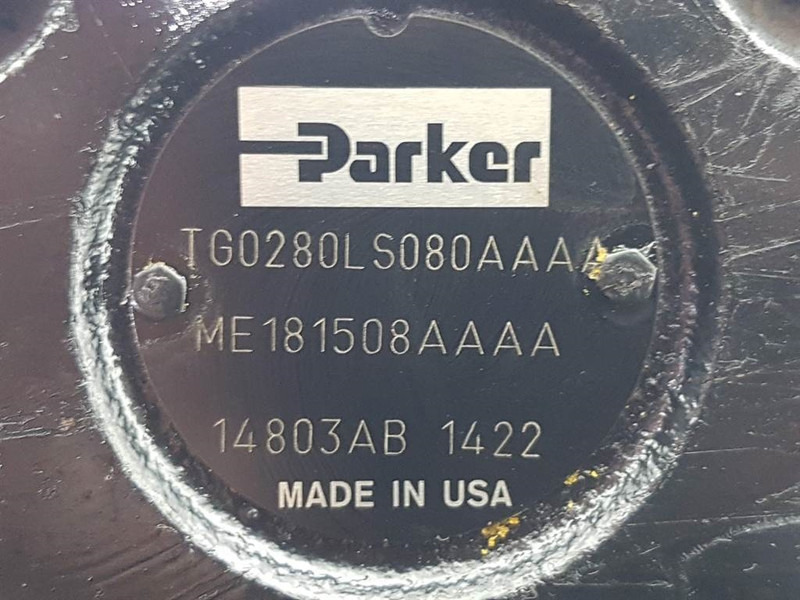 Parker
TG0280LS080AAAA
ME181508AAAA
14803AB 1422
MADE IN USA